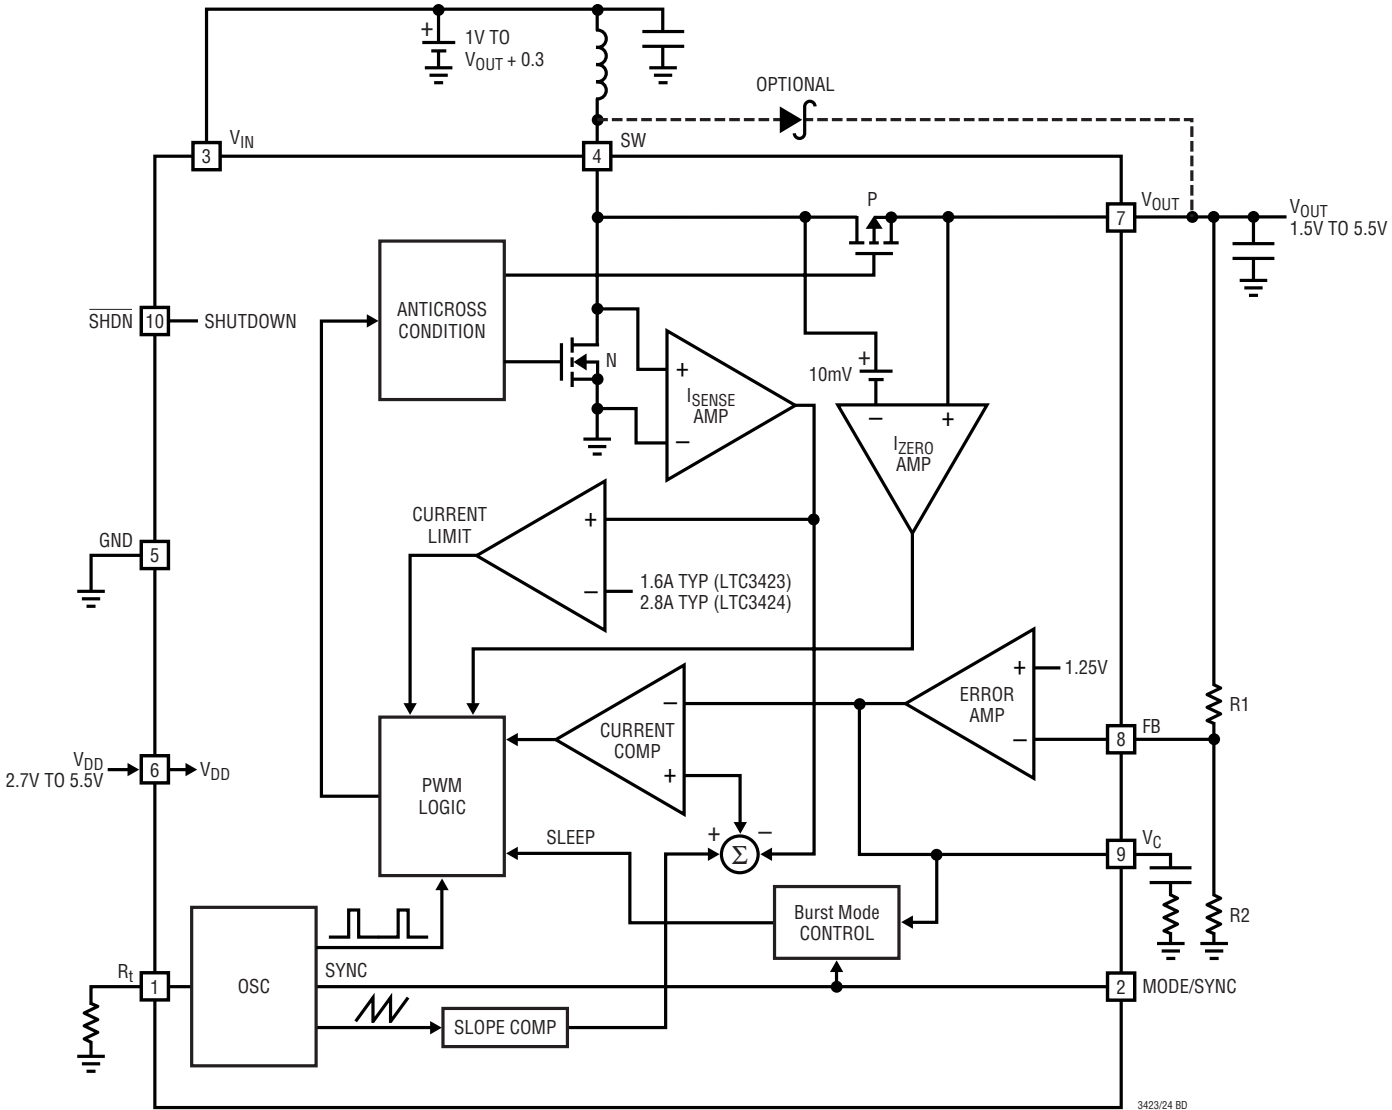 +
1V TO
VOUT + 0.3
OPTIONAL
3
VIN
4
SW
P
7
VOUT
VOUT
1.5V TO 5.5V
SHDN
10
SHUTDOWN
ANTICROSS
CONDITION
N
+
ISENSE
AMP
−
+
10mV
−
+
IZERO
AMP
CURRENT
LIMIT
+
−
1.6A TYP (LTC3423)
2.8A TYP (LTC3424)
GND
5
+
1.25V
ERROR
AMP
−
8
FB
R1
−
CURRENT
COMP
+
VDD
2.7V TO 5.5V
6
VDD
PWM
LOGIC
SLEEP
+
−
Σ
9
VC
Burst Mode
CONTROL
R2
Rt
1
OSC
SYNC
2
MODE/SYNC
SLOPE COMP
3423/24 BD